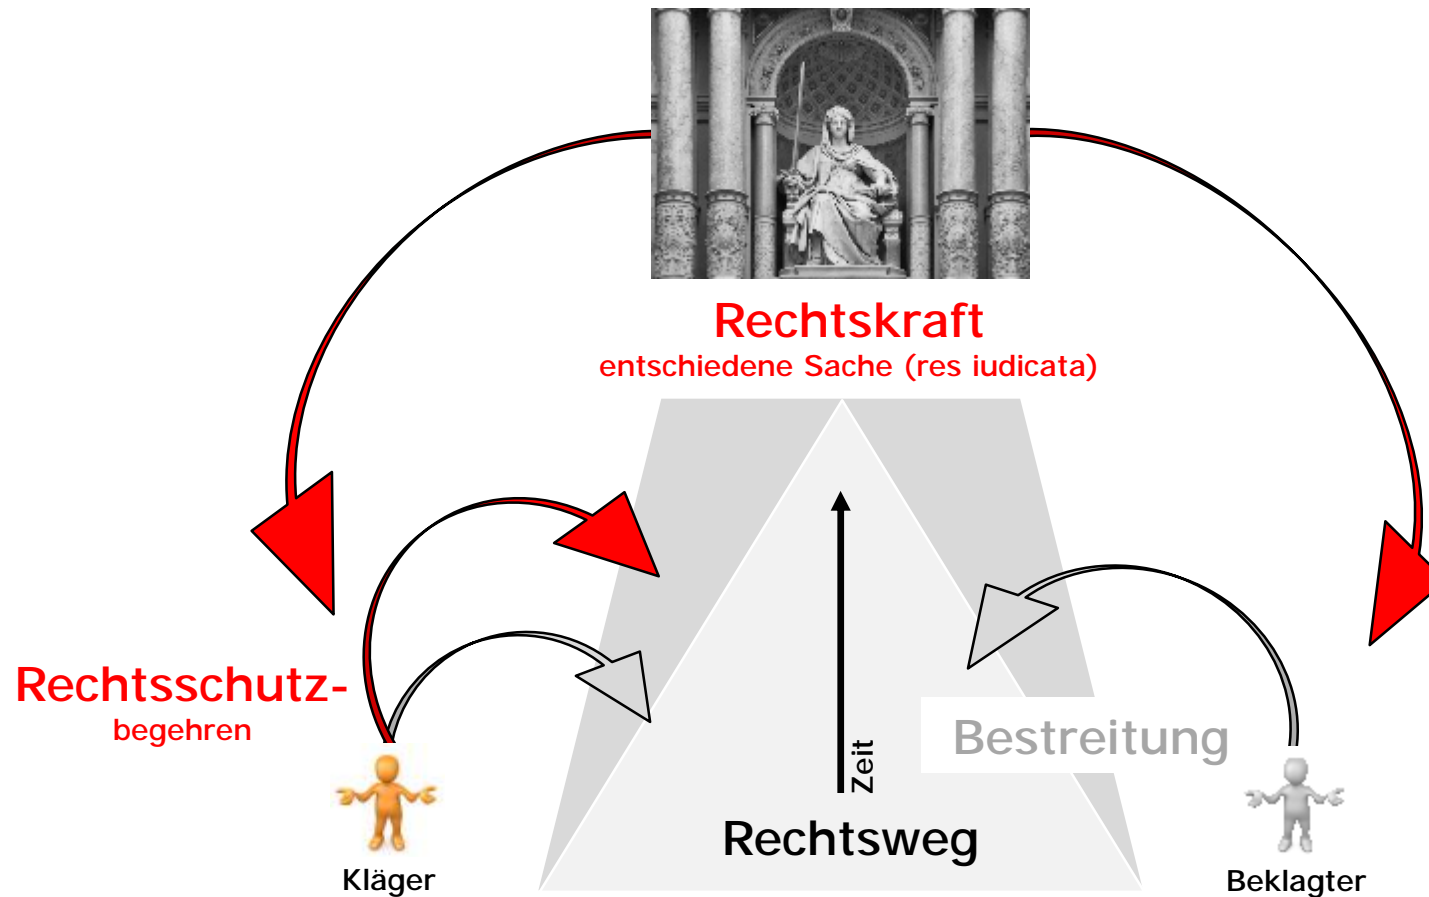 Rechtskraft
entschiedene Sache (res iudicata)
Rechtsschutz-
begehren
Bestreitung
Zeit
Rechtsweg
Kläger
Beklagter